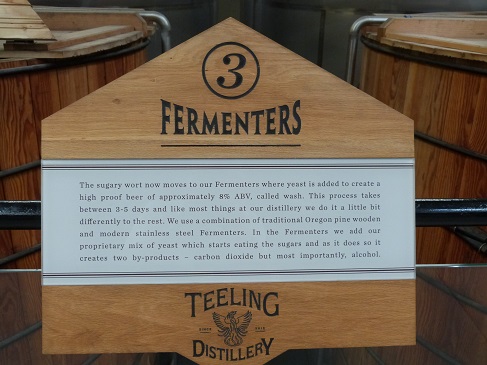 3
FERMENTERS
The sugary wort now moves to our Fermenters where yeast is added to create a
high proof beer of approximately 8% ABV, called wash. This process takes
between 3-5 days and like most things at our distillery we do it a little bit
differently to the rest. We use a combination of traditional Oregon pine wooden
and modern stainless steel Fermenters. In the Fermenters we add our
proprietary mix of yeast which starts eating the sugars and as it does so it
creates two by-products – carbon dioxide but most importantly, alcohol.
TEELING
DISTILLERY